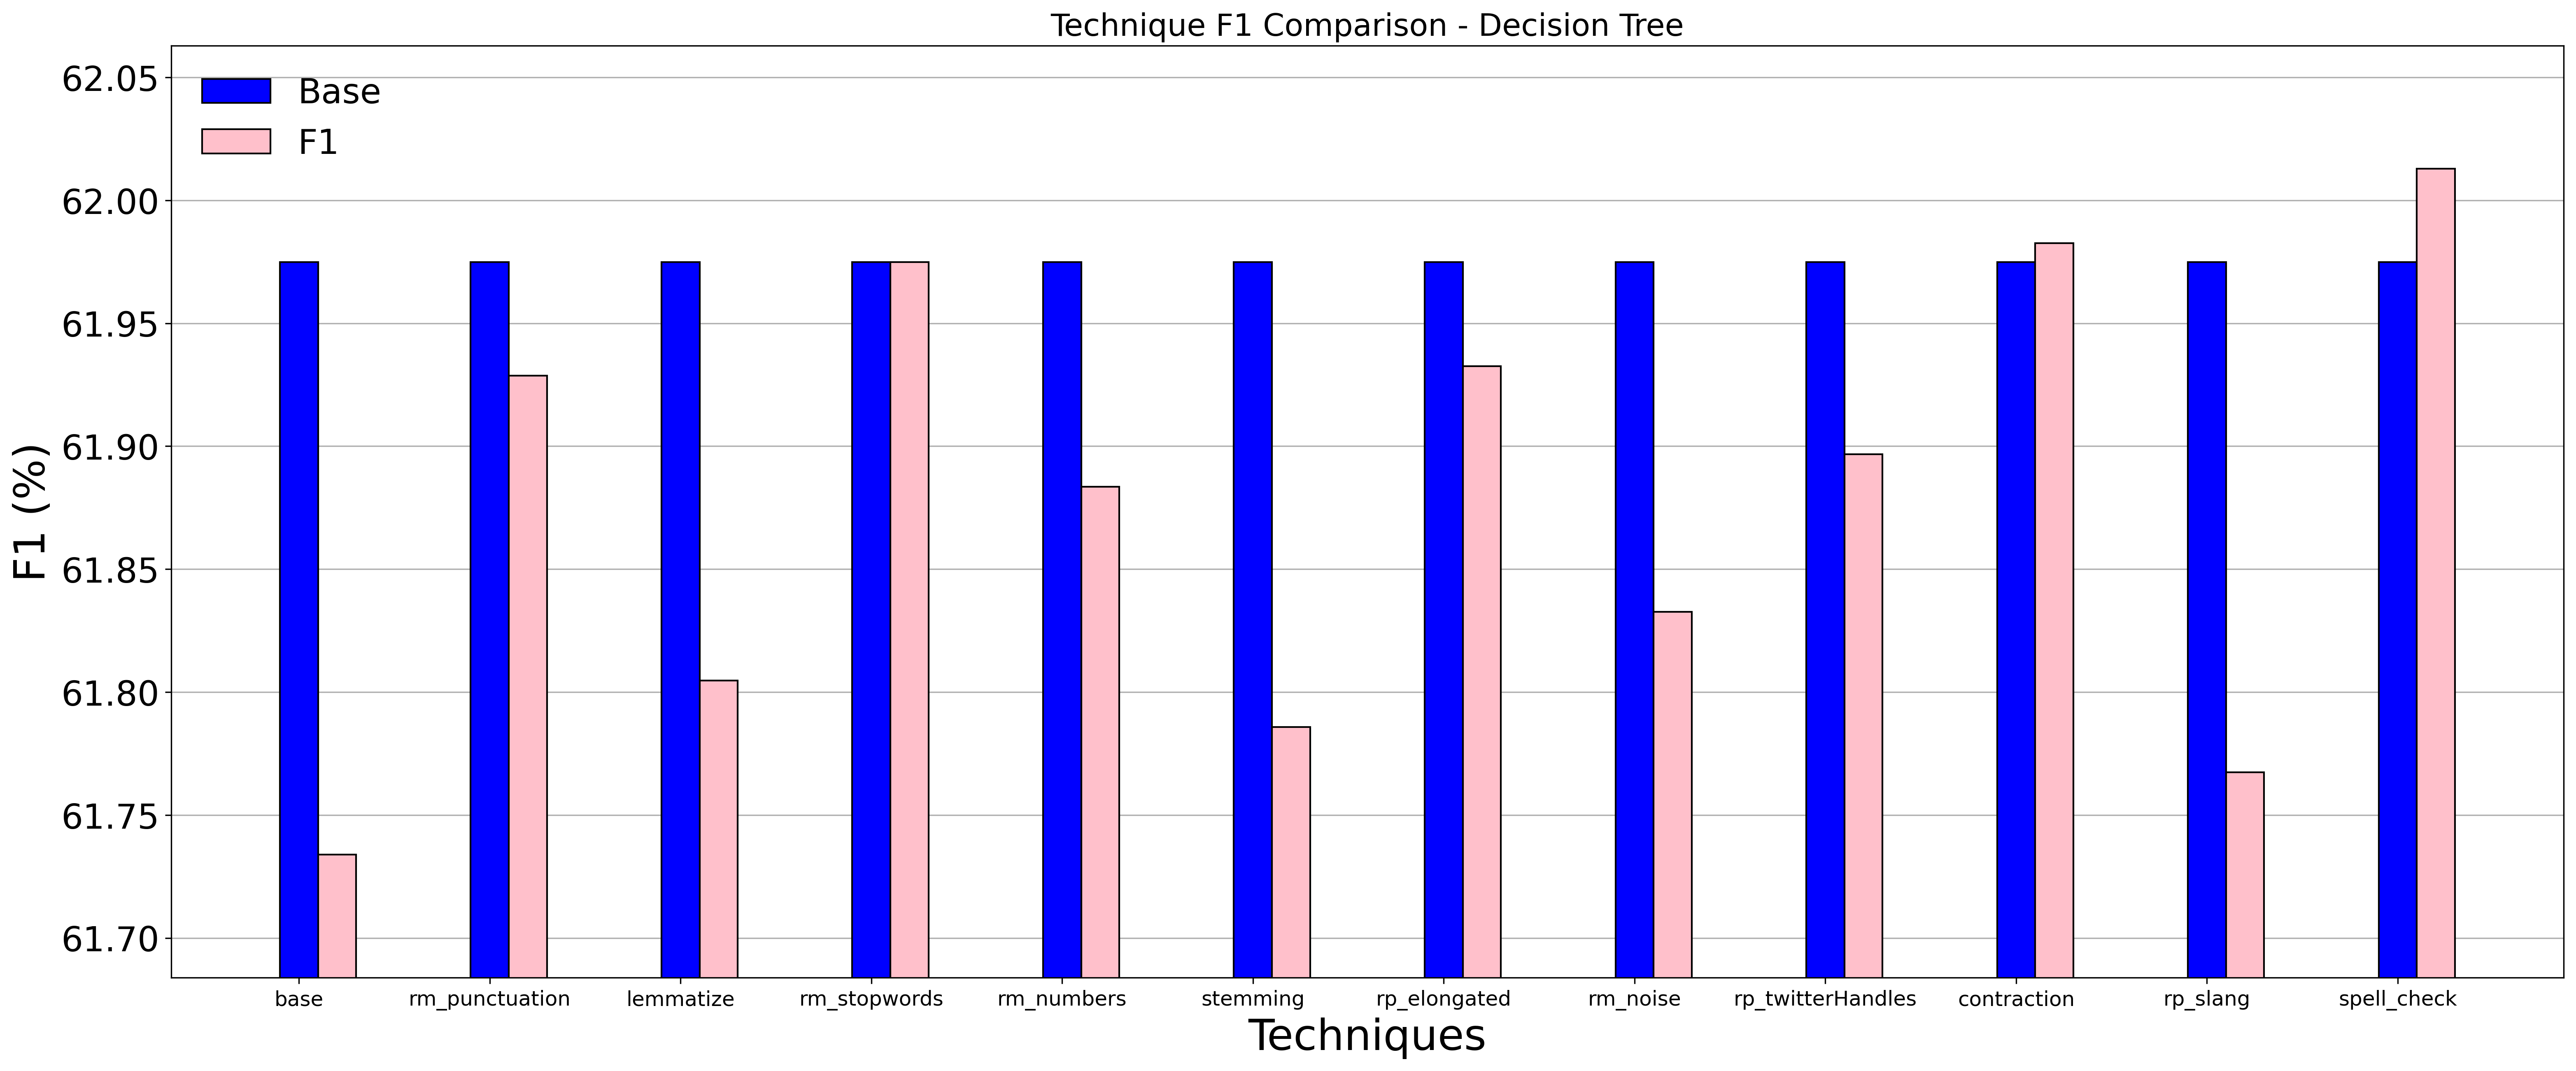 Technique F1 Comparison - Decision Tree
Base
F1
F1 (%)
62.05
62.00
61.95
61.90
61.85
61.80
61.75
61.70
base rm_punctuation lemmatize rm_stopwords rm_numbers stemming rp_elongated rm_noise rp_twitterHandles contraction rp_slang spell_check
Techniques